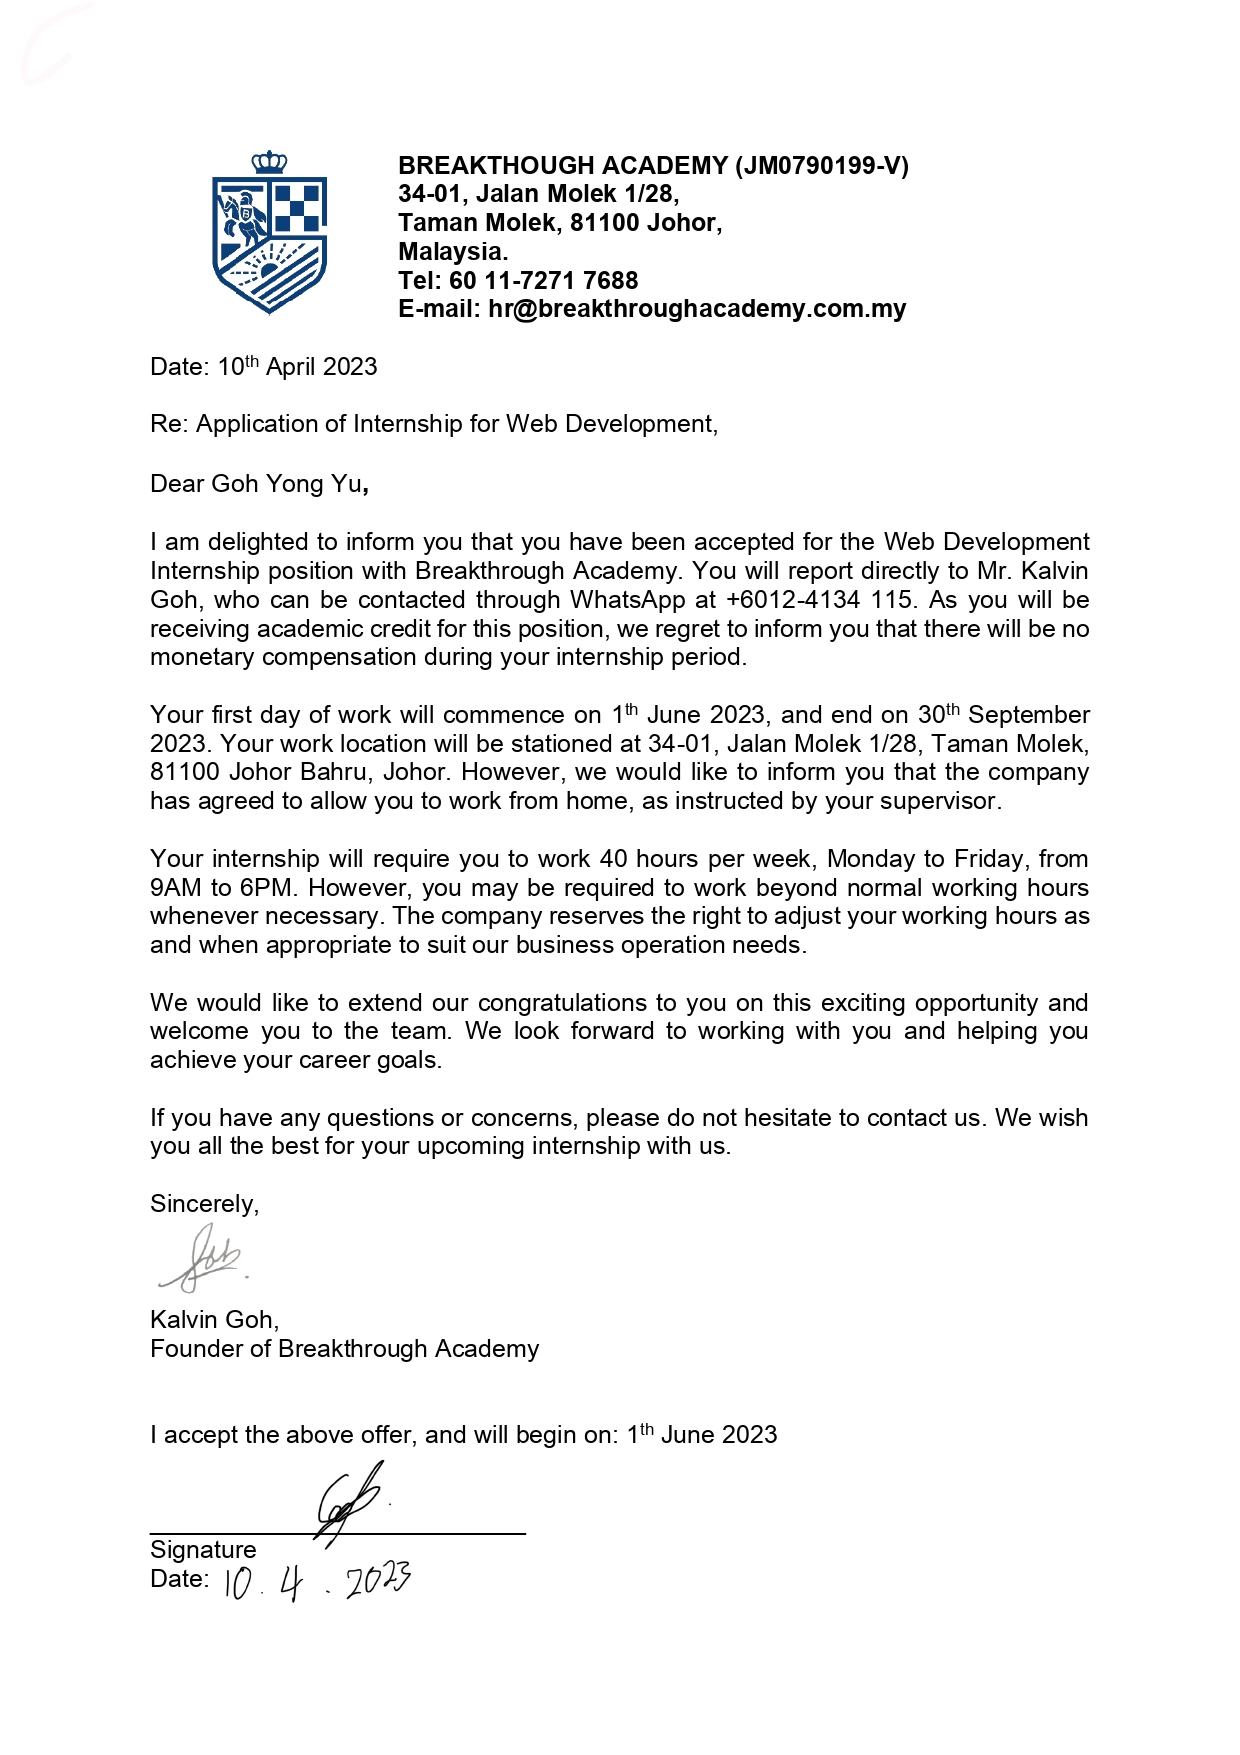 BREAKTHOUGH ACADEMY (JM0790199-V)
34-01, Jalan Molek 1/28,
Taman Molek, 81100 Johor,
Malaysia.
Tel: 60 11-7271 7688
E-mail: hr@breakthroughacademy.com.my
B
Date: 10th April 2023
Re: Application of Internship for Web Development,
Dear Goh Yong Yu,
I am delighted to inform you that you have been accepted for the Web Development
Internship position with Breakthrough Academy. You will report directly to Mr. Kalvin
Goh, who can be contacted through WhatsApp at +6012-4134 115. As you will be
receiving academic credit for this position, we regret to inform you that there will be no
monetary compensation during your internship period.
Your first day of work will commence on 1th June 2023, and end on 30th September
2023. Your work location will be stationed at 34-01, Jalan Molek 1/28, Taman Molek,
81100 Johor Bahru, Johor. However, we would like to inform you that the company
has agreed to allow you to work from home, as instructed by your supervisor.
Your internship will require you to work 40 hours per week, Monday to Friday, from
9AM to 6PM. However, you may be required to work beyond normal working hours
whenever necessary. The company reserves the right to adjust your working hours as
and when appropriate to suit our business operation needs.
We would like to extend our congratulations to you on this exciting opportunity and
welcome you to the team. We look forward to working with you and helping you
achieve your career goals.
If you have any questions or concerns, please do not hesitate to contact us. We wish
you all the best for your upcoming internship with us.
Sincerely,
Kalvin Goh,
Founder of Breakthrough Academy
I accept the above offer, and will begin on: 1th June 2023
Signature
Date: 10.4.2023